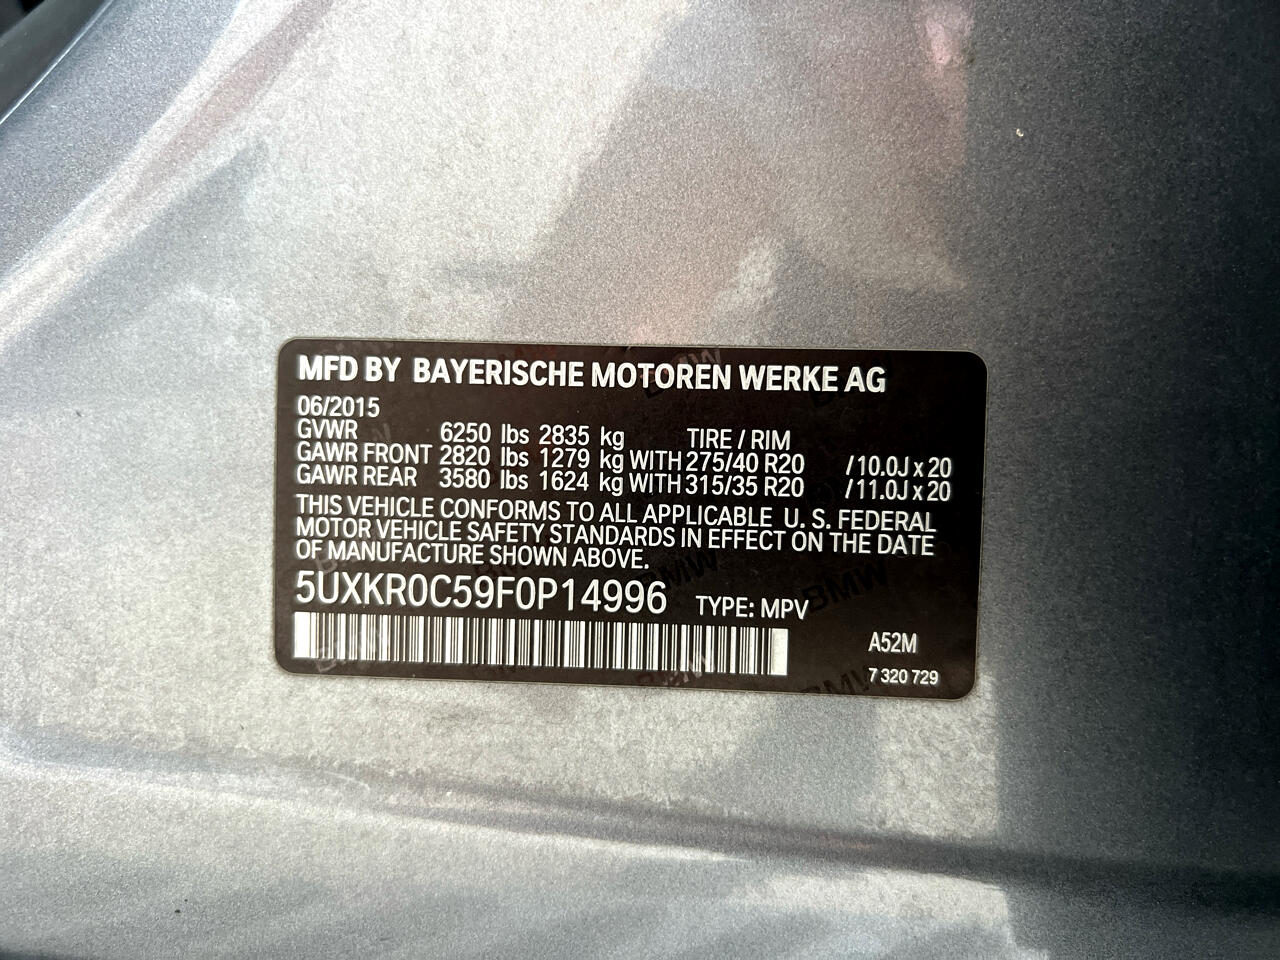 MFD BY BAYERISCHE MOTOREN WERKE AG
06/2015
GVWR 6250 lbs 2835 kg TIRE / RIM
GAWR FRONT 2820 lbs 1279 kg WITH 275/40 R20 /10.0J x 20
GAWR REAR 3580 lbs 1624 kg WITH 315/35 R20 /11.0J x 20
THIS VEHICLE CONFORMS TO ALL APPLICABLE U. S. FEDERAL
MOTOR VEHICLE SAFETY STANDARDS IN EFFECT ON THE DATE
OF MANUFACTURE SHOWN ABOVE.
5UXKR0C59F0P14996 TYPE: MPV
A52M
7 320 729